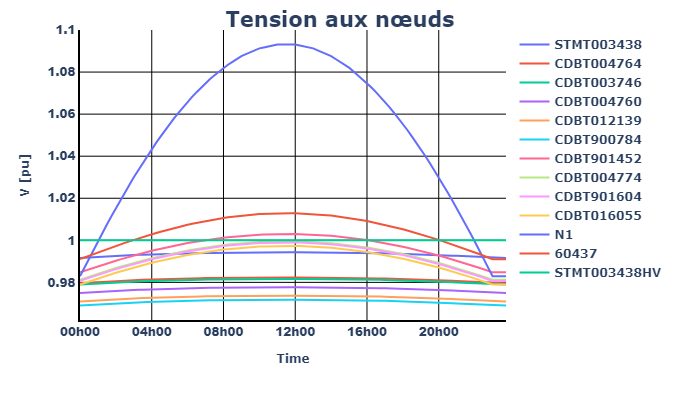 Tension aux nœuds
1.1
1.08
1.06
1.04
1.02
1
0.98
V [pu]
00h00 04h00 08h00 12h00 16h00 20h00
Time
STMT003438
CDBT004764
CDBT003746
CDBT004760
CDBT012139
CDBT900784
CDBT901452
CDBT004774
CDBT901604
CDBT016055
N1
60437
STMT003438HV